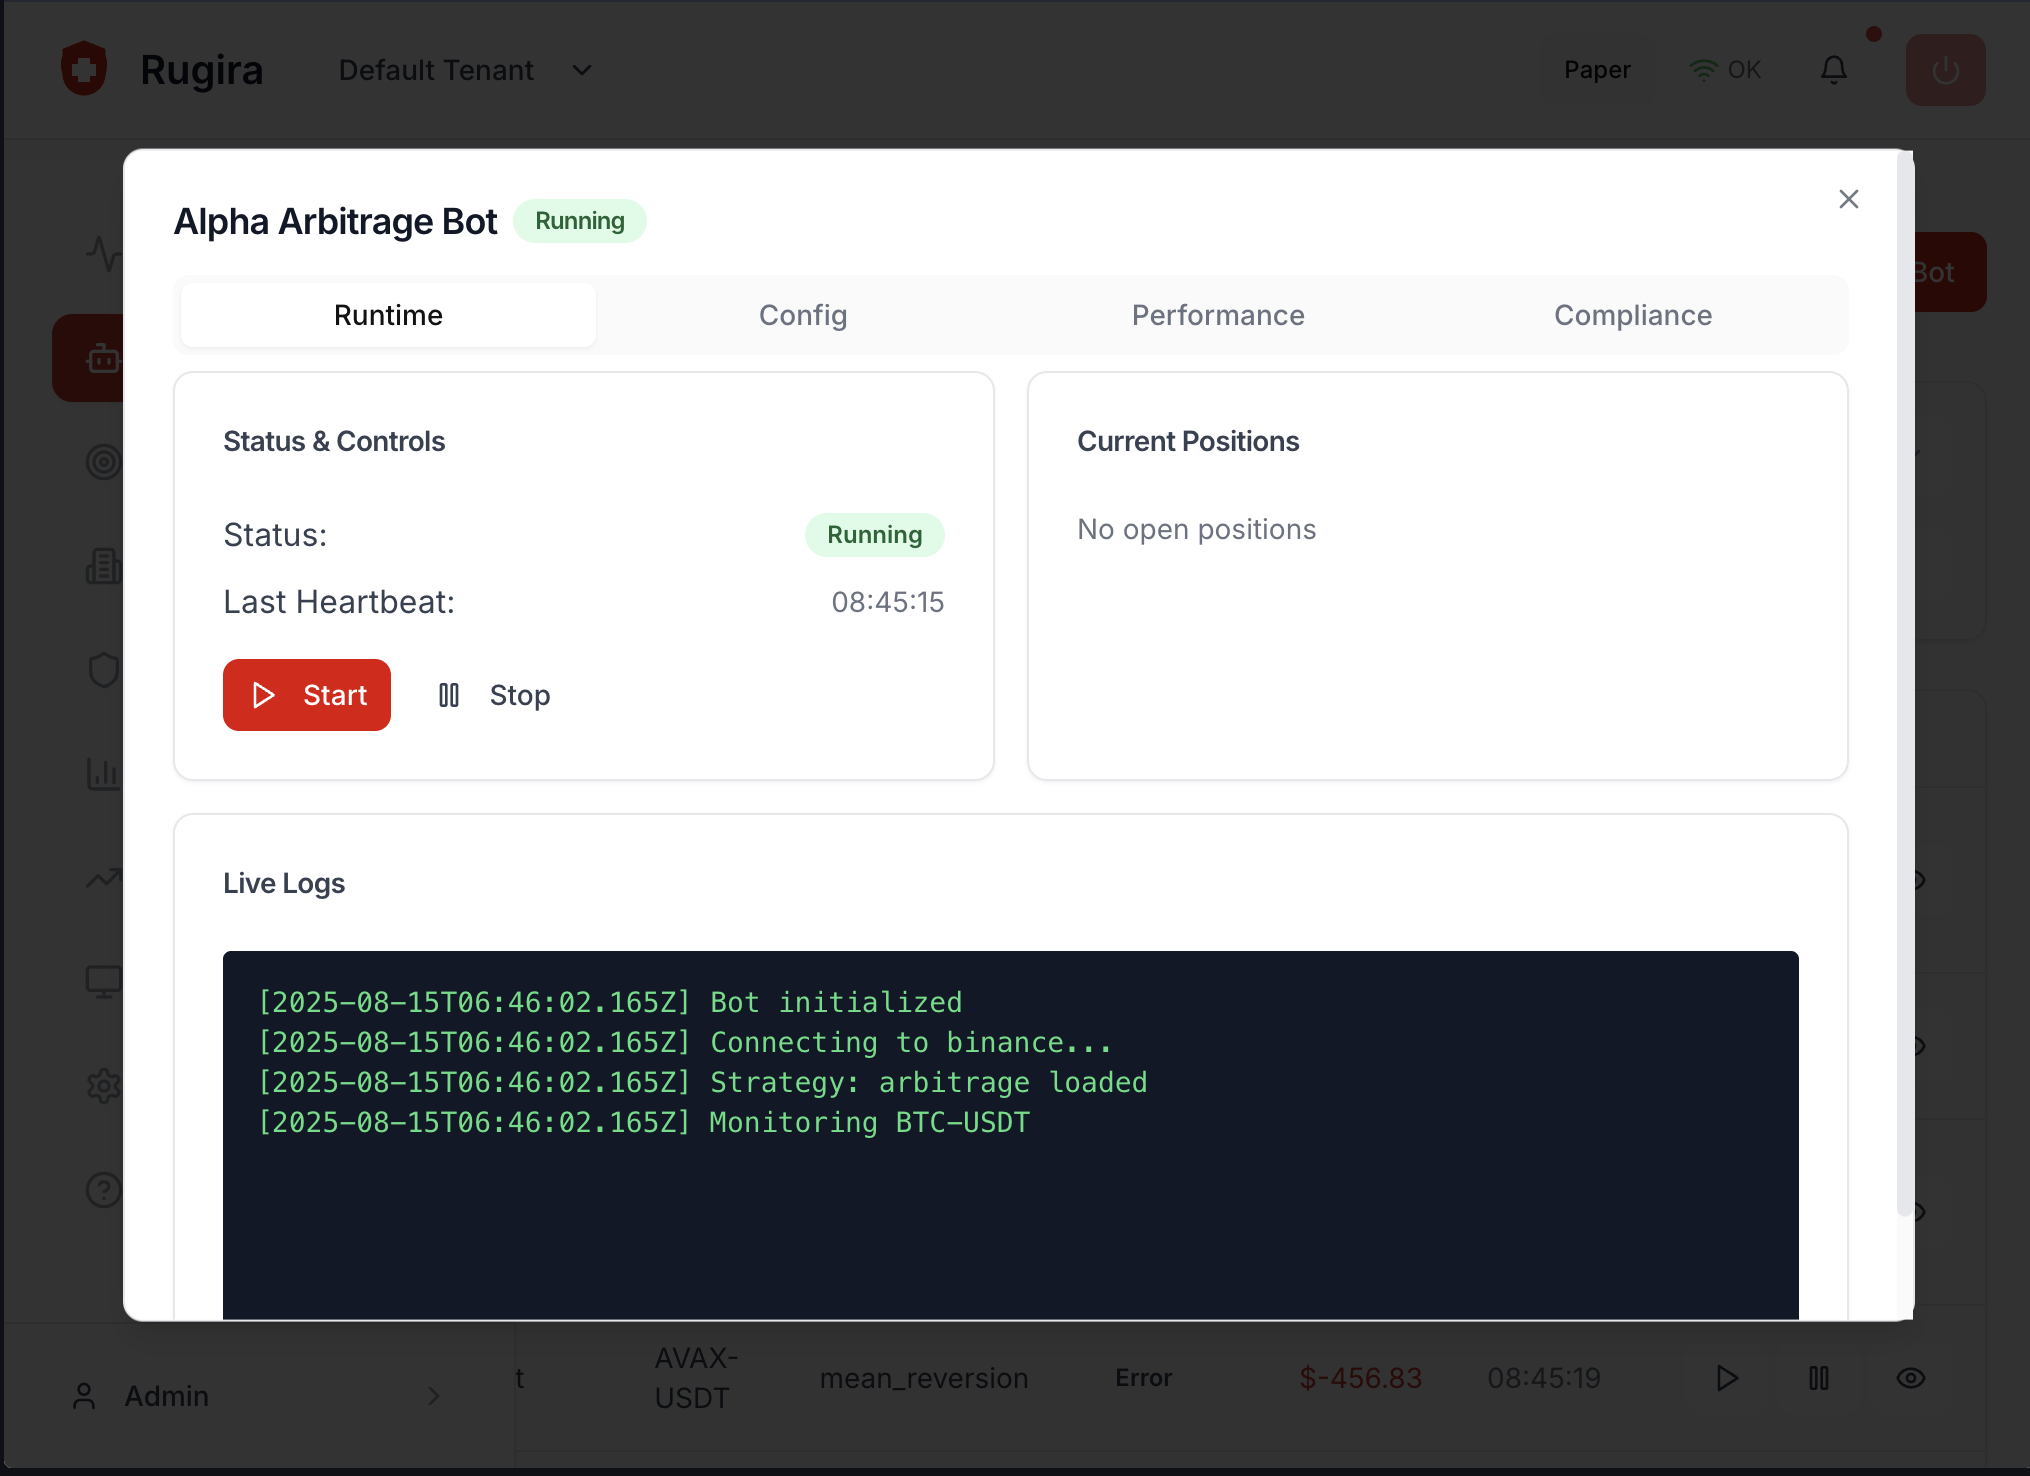 Rugira
Default Tenant
Paper
OK
Alpha Arbitrage Bot
Running
Bot
Runtime
Config
Performance
Compliance
Status & Controls
Status:
Running
Last Heartbeat:
08:45:15
Start
Stop
Current Positions
No open positions
Live Logs
[2025-08-15T06:46:02.165Z] Bot initialized
[2025-08-15T06:46:02.165Z] Connecting to binance...
[2025-08-15T06:46:02.165Z] Strategy: arbitrage loaded
[2025-08-15T06:46:02.165Z] Monitoring BTC-USDT
Admin
t
AVAX-
USDT
mean_reversion
Error
$-456.83
08:45:19